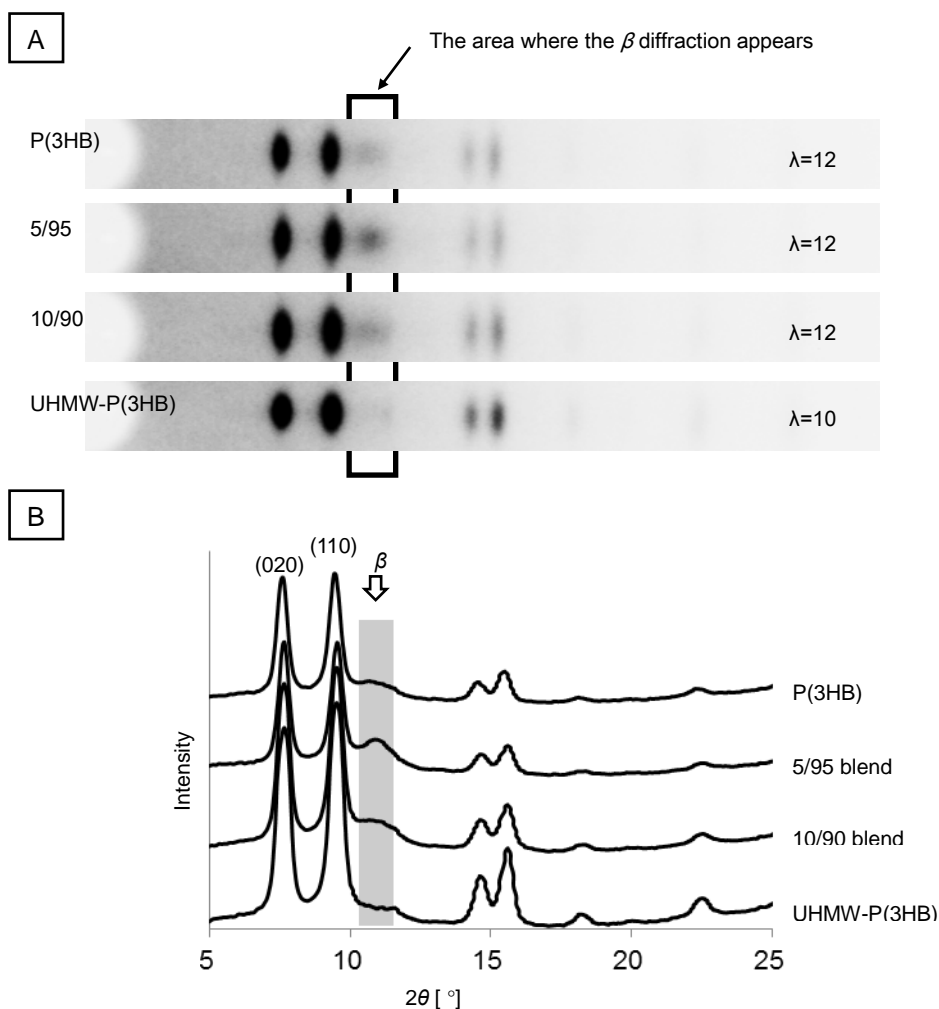 A
The area where the β diffraction appears
P(3HB)
λ=12
5/95
λ=12
10/90
λ=12
UHMW-P(3HB)
λ=10
B
(020)
(110)
β
P(3HB)
5/95 blend
10/90 blend
UHMW-P(3HB)
Intensity
5
10
15
20
25
2θ [ °]